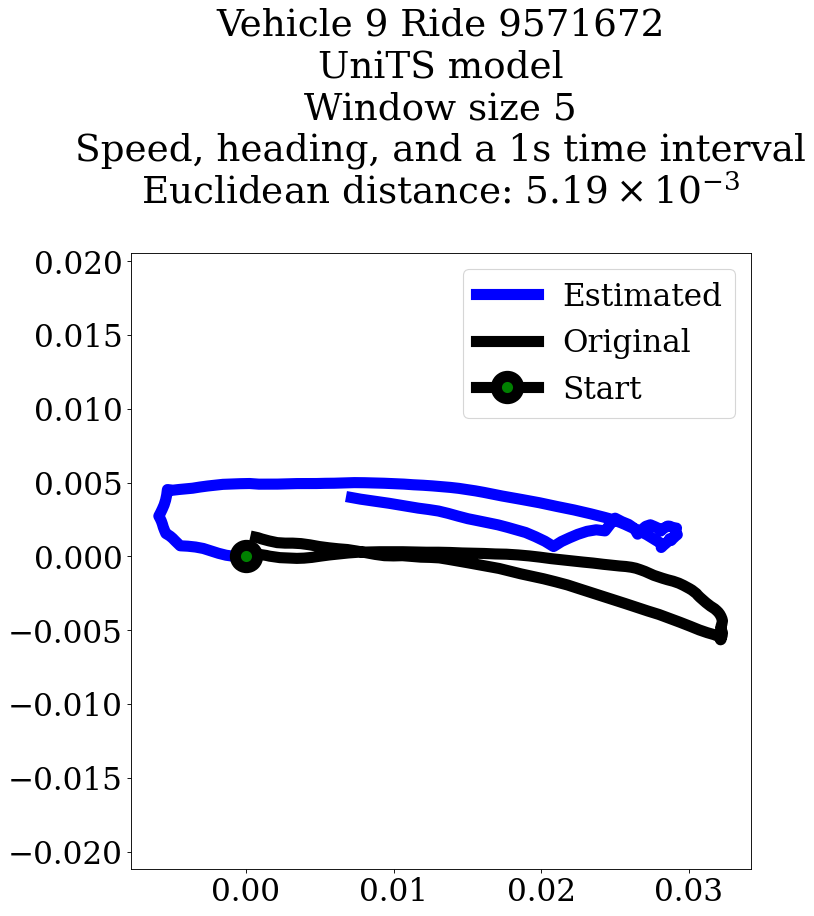 Vehicle 9 Ride 9571672
UniTS model
Window size 5
Speed, heading, and a 1s time interval
Euclidean distance: 5.19 × 10⁻³
0.020
0.015
0.010
0.005
0.000
−0.005
−0.010
−0.015
−0.020
Estimated
Original
Start
0.00 0.01 0.02 0.03